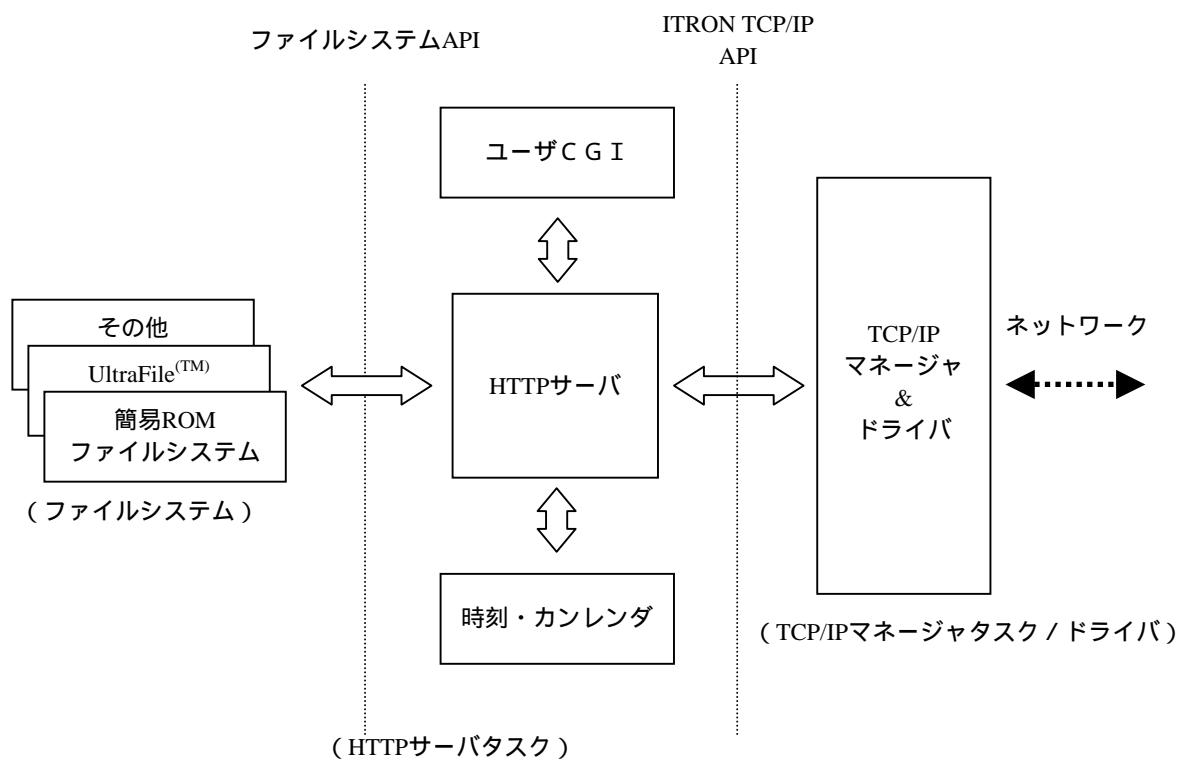 ファイルシステムAPI
ITRON TCP/IP
API
ユーザCGI
その他
UltraFile(TM)
簡易ROM
ファイルシステム
(ファイルシステム)
HTTPサーバ
TCP/IP
マネージャ
&
ドライバ
ネットワーク
時刻・カンレンダ
(TCP/IPマネージャタスク/ドライバ)
(HTTPサーバタスク)